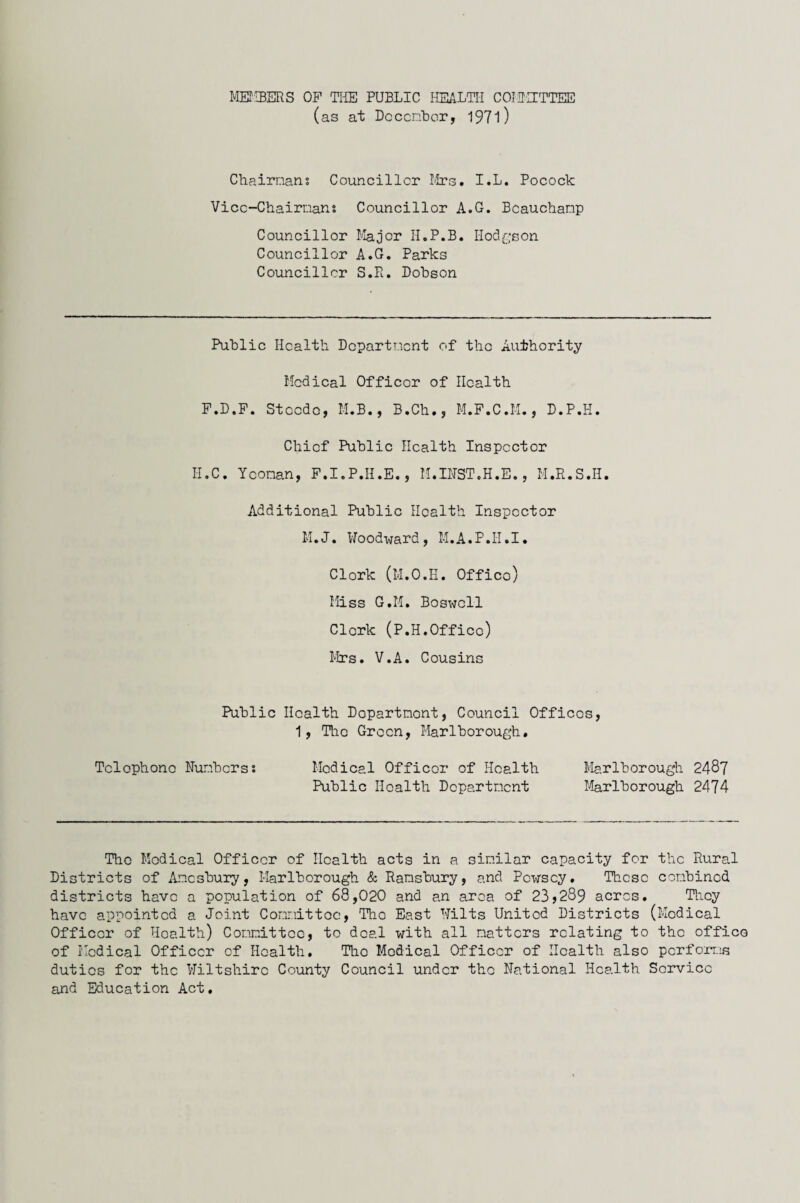 MEMBERS OF THE PUBLIC HEALTH COMMITTEE
(as at December, 1971)
Chairman: Councillor Mrs. I.L. Pocock
Vice-Chairman: Councillor A.G. Beauchamp
Councillor Major H.P.B. Hodgson
Councillor A.G. Parks
Councillor S.R. Dobson
Public Health Department of the Authority
Medical Officer of Health
F.D.F. Steede, M.B., B.Ch., M.F.C.M., D.P.H.
Chief Public Health Inspector
H.C. Yeoman, F.I.P.H.E., M.INST.H.E., M.R.S.H.
Additional Public Health Inspector
M.J. Woodward, M.A.P.H.I.
Clerk (M.O.H. Office)
Miss G.M. Boswell
Clerk (P.H.Office)
Mrs. V.A. Cousins
Public Health Department, Council Offices,
1, The Green, Marlborough.
Telephone Numbers: Medical Officer of Health Marlborough 2487
Public Health Department Marlborough 2474
The Medical Officer of Health acts in a similar capacity for the Rural
Districts of Amesbury, Marlborough & Ramsbury, and Pewsey. These combined
districts have a population of 68,020 and an area of 23,289 acres. They
have appointed a Joint Committee, The East Wilts United Districts (Medical
Officer of Health) Committee, to deal with all matters relating to the office
of Medical Officer of Health. The Medical Officer of Health also performs
duties for the Wiltshire County Council under the National Health Service
and Education Act.